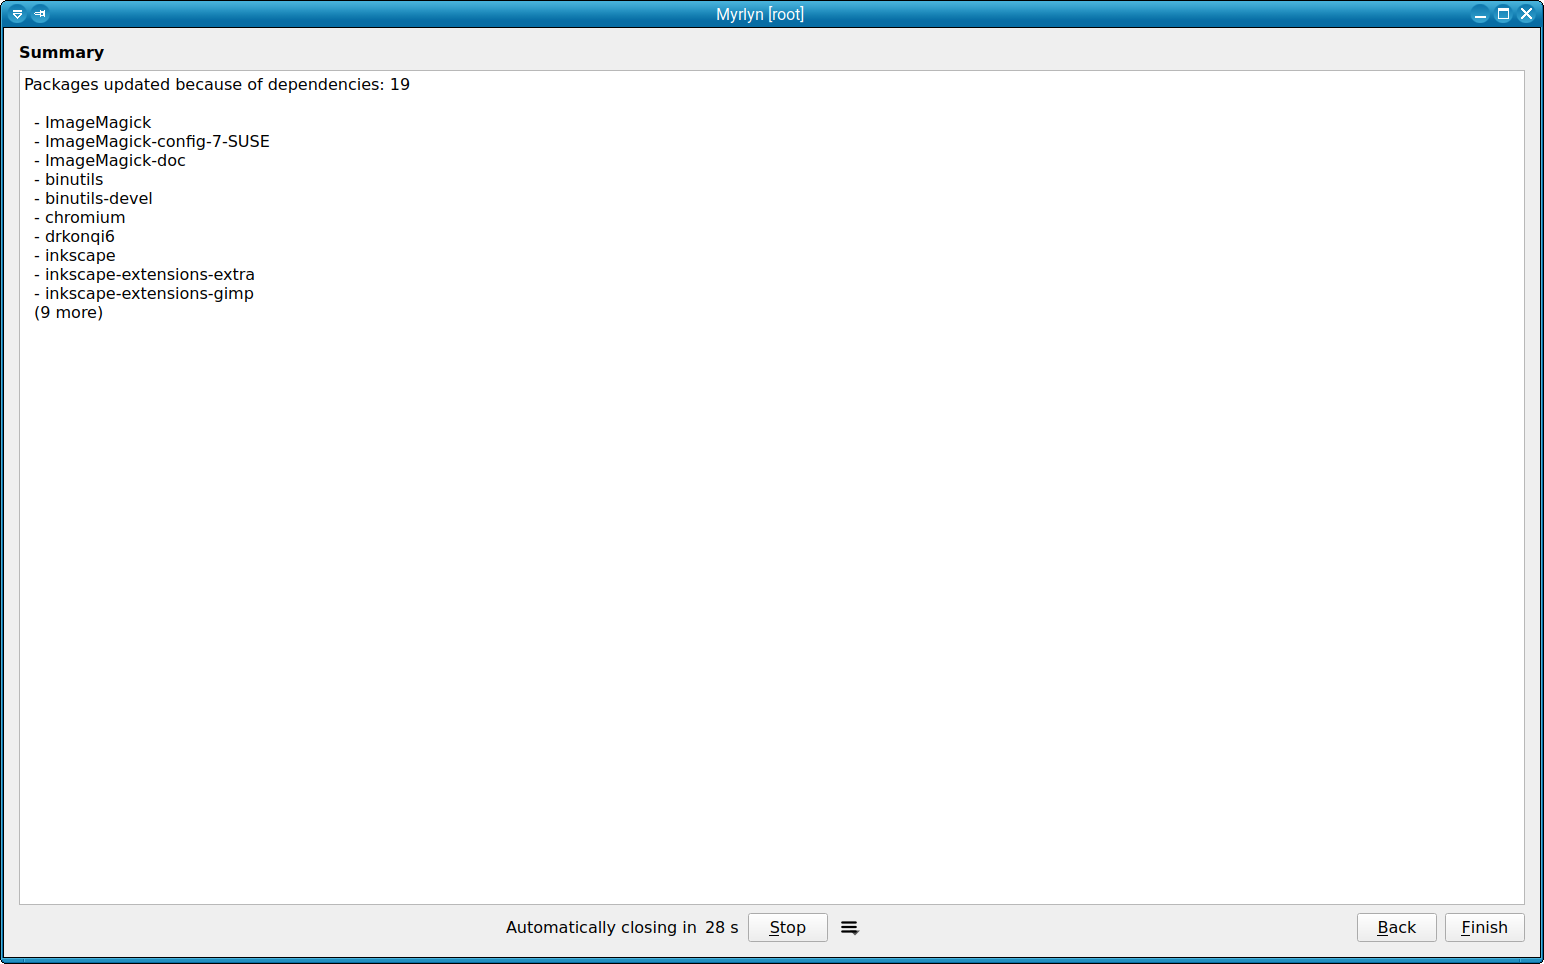 Myrlyn [root]
Summary
Packages updated because of dependencies: 19
- ImageMagick
- ImageMagick-config-7-SUSE
- ImageMagick-doc
- binutils
- binutils-devel
- chromium
- drkonqi6
- inkscape
- inkscape-extensions-extra
- inkscape-extensions-gimp
(9 more)
Automatically closing in 28 s Stop Back Finish